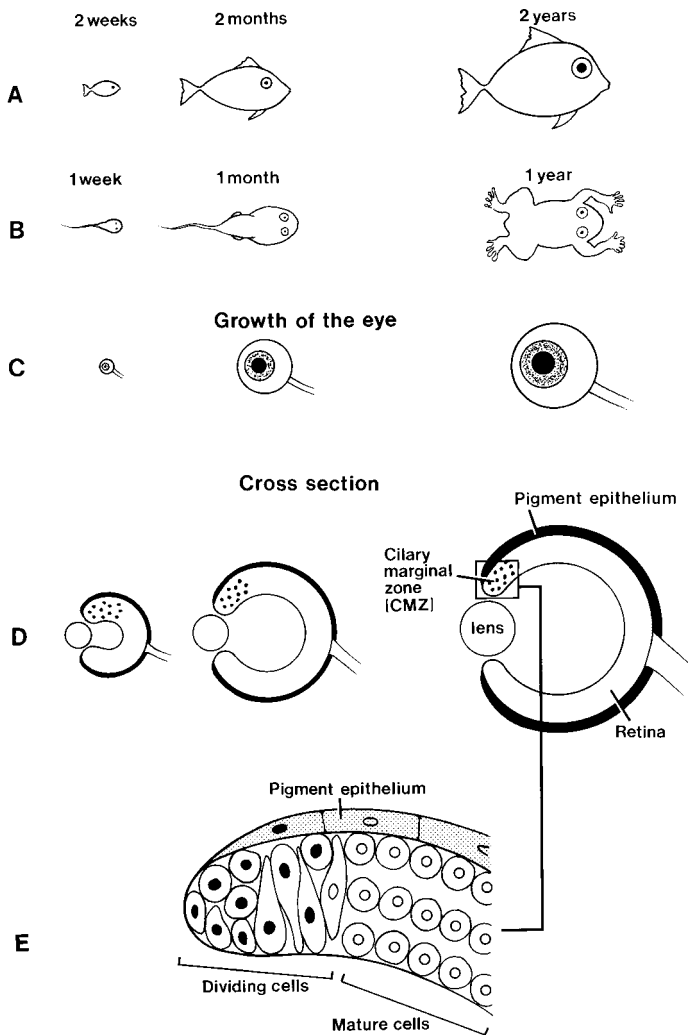 2 weeks 2 months 2 years
A
1 week 1 month 1 year
B
Growth of the eye
C
Cross section
Pigment epithelium
Cilary
marginal
zone
[CMZ]
lens
D
Retina
Pigment epithelium
E
Dividing cells
Mature cells